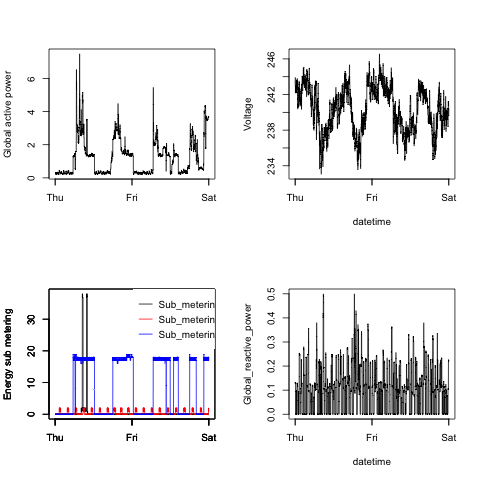 Global active power
6
4
2
0
Thu
Fri
Sat
Voltage
246
242
238
234
Thu
Fri
Sat
datetime
Energy sub metering
30
20
10
0
Sub_meterin
Sub_meterin
Sub_meterin
Thu
Fri
Sat
Global_reactive_power
0.5
0.4
0.3
0.2
0.1
0.0
Thu
Fri
Sat
datetime